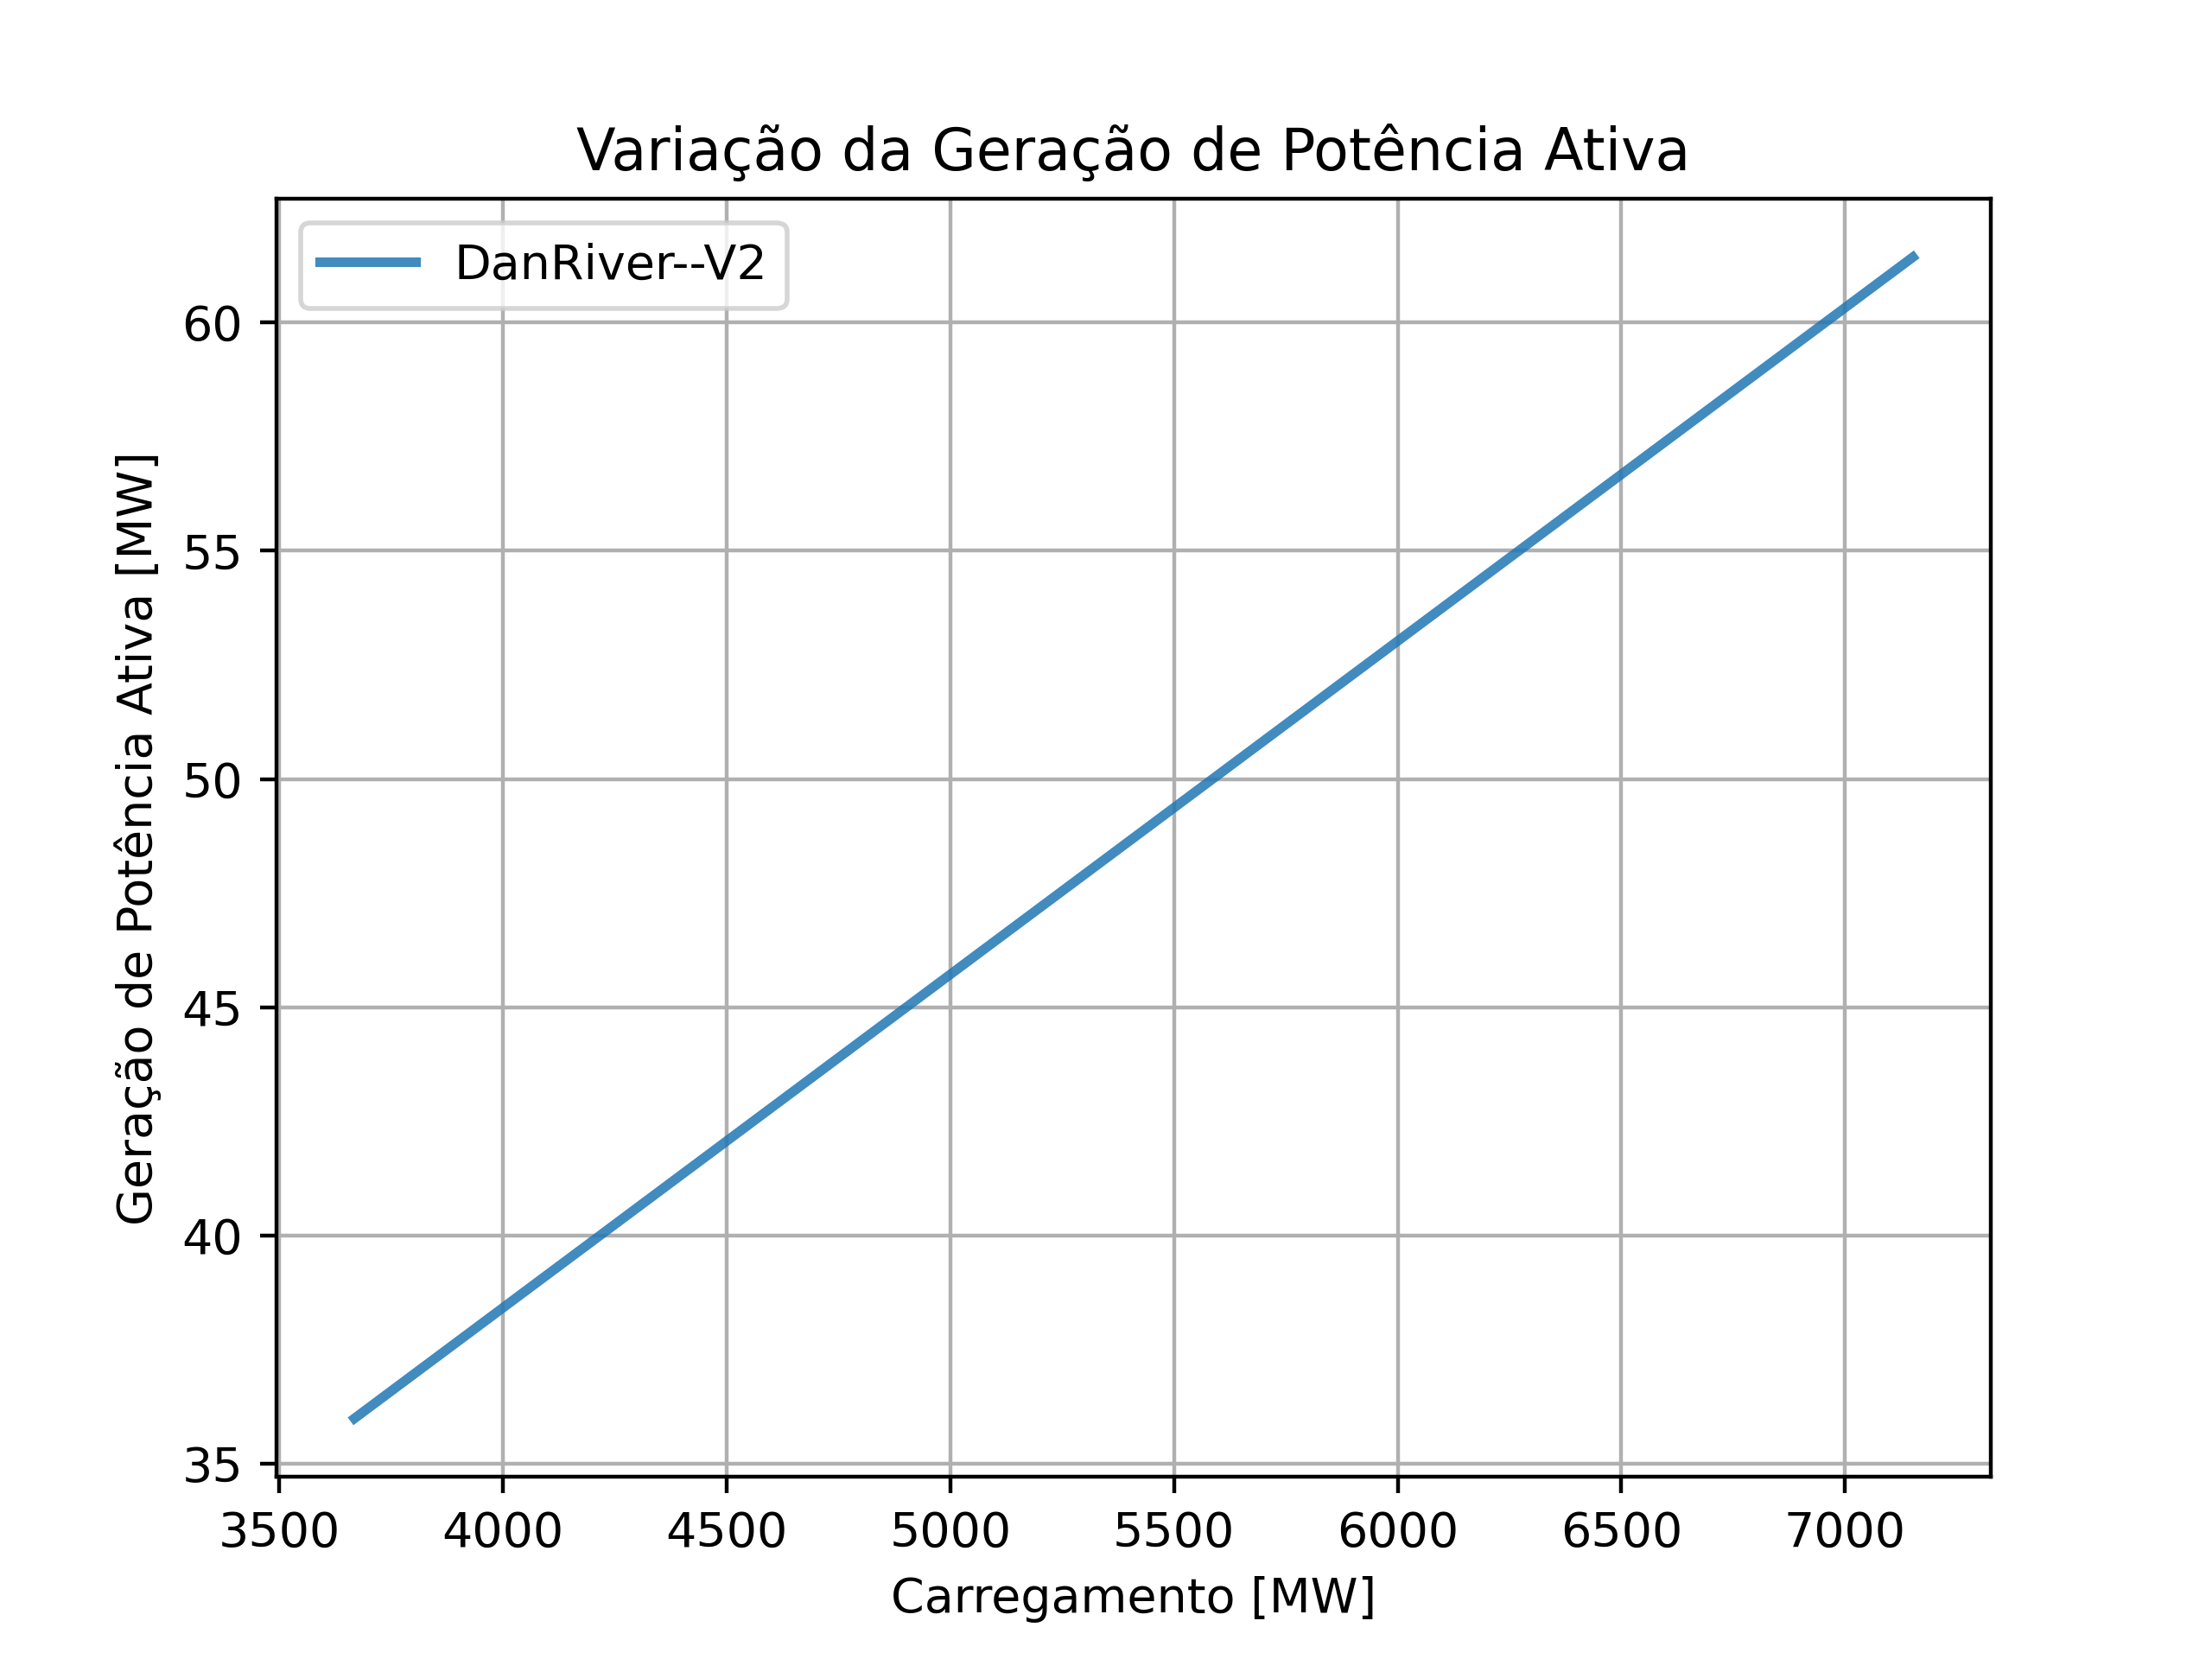 Variação da Geração de Potência Ativa
DanRiver--V2
Geração de Potência Ativa [MW]
60
55
50
45
40
35
3500 4000 4500 5000 5500 6000 6500 7000
Carregamento [MW]